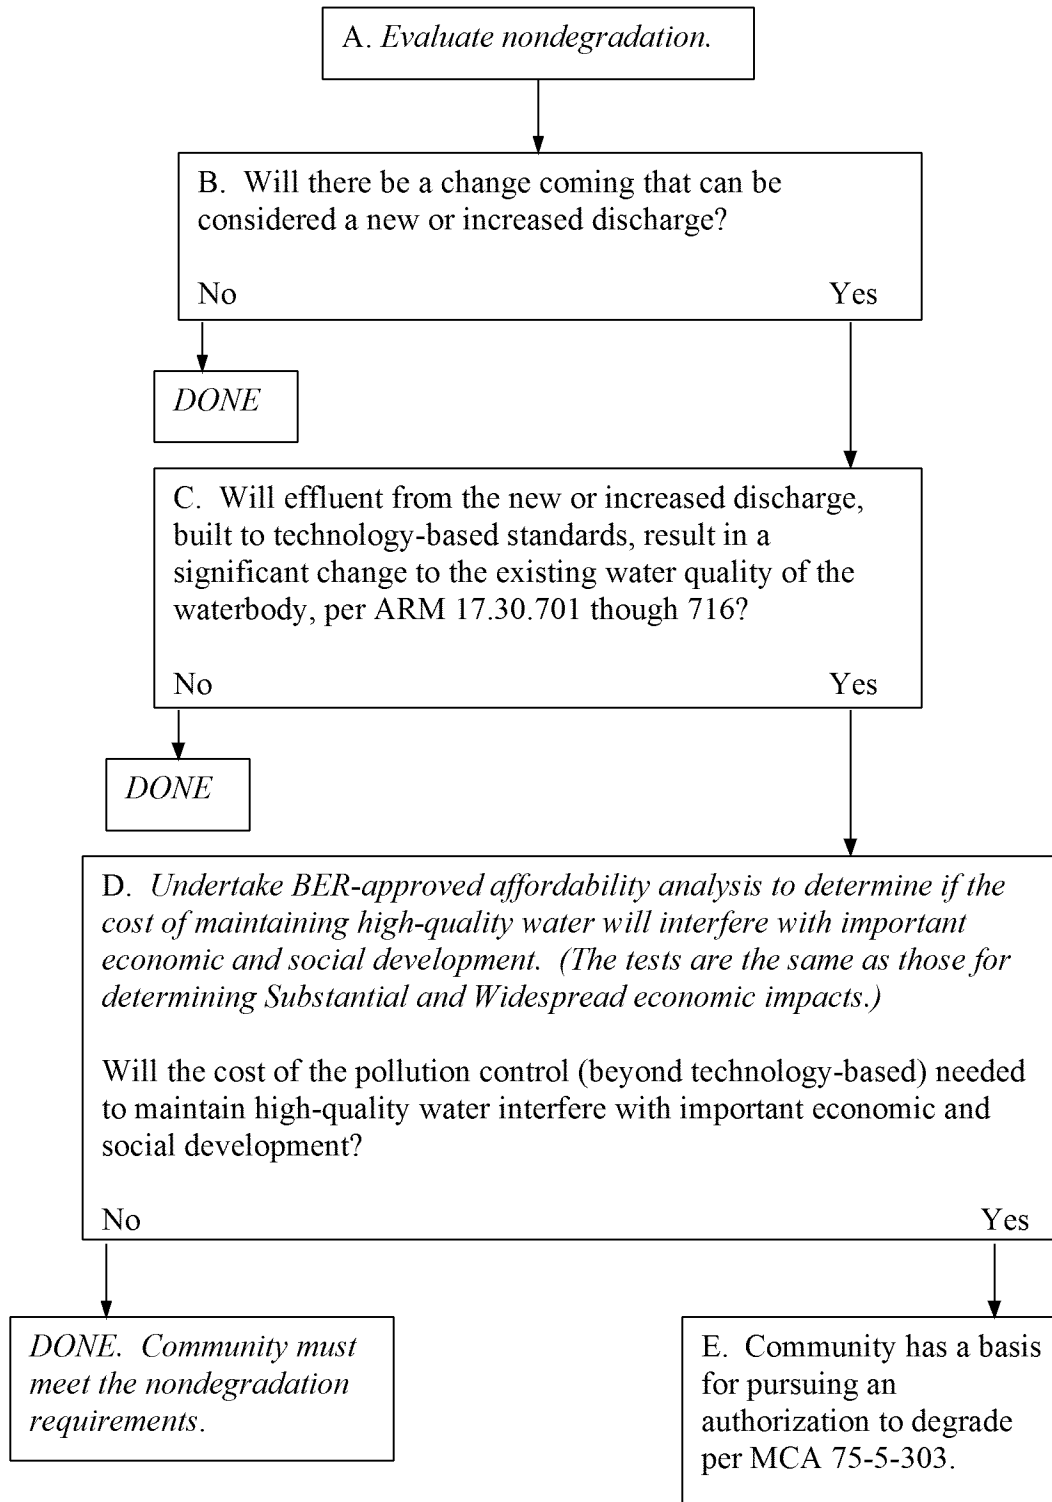 A. Evaluate nondegradation.
B.  Will there be a change coming that can be
considered a new or increased discharge?
No
Yes
DONE
C.  Will effluent from the new or increased discharge,
built to technology-based standards, result in a
significant change to the existing water quality of the
waterbody, per ARM 17.30.701 though 716?
No
Yes
DONE
D.  Undertake BER-approved affordability analysis to determine if the
cost of maintaining high-quality water will interfere with important
economic and social development.  (The tests are the same as those for
determining Substantial and Widespread economic impacts.)
Will the cost of the pollution control (beyond technology-based) needed
to maintain high-quality water interfere with important economic and
social development?
No
Yes
DONE.  Community must
meet the nondegradation
requirements.
E.  Community has a basis
for pursuing an
authorization to degrade
per MCA 75-5-303.